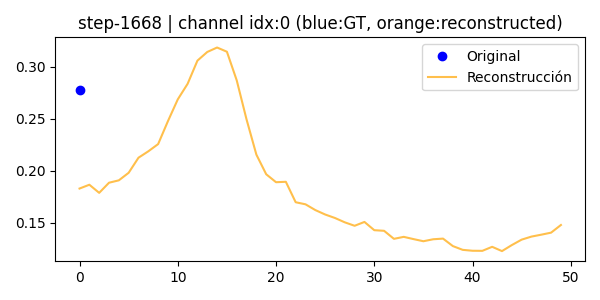 step-1668 | channel idx:0 (blue:GT, orange:reconstructed)
Original
Reconstrucción
0.30
0.25
0.20
0.15
0 10 20 30 40 50